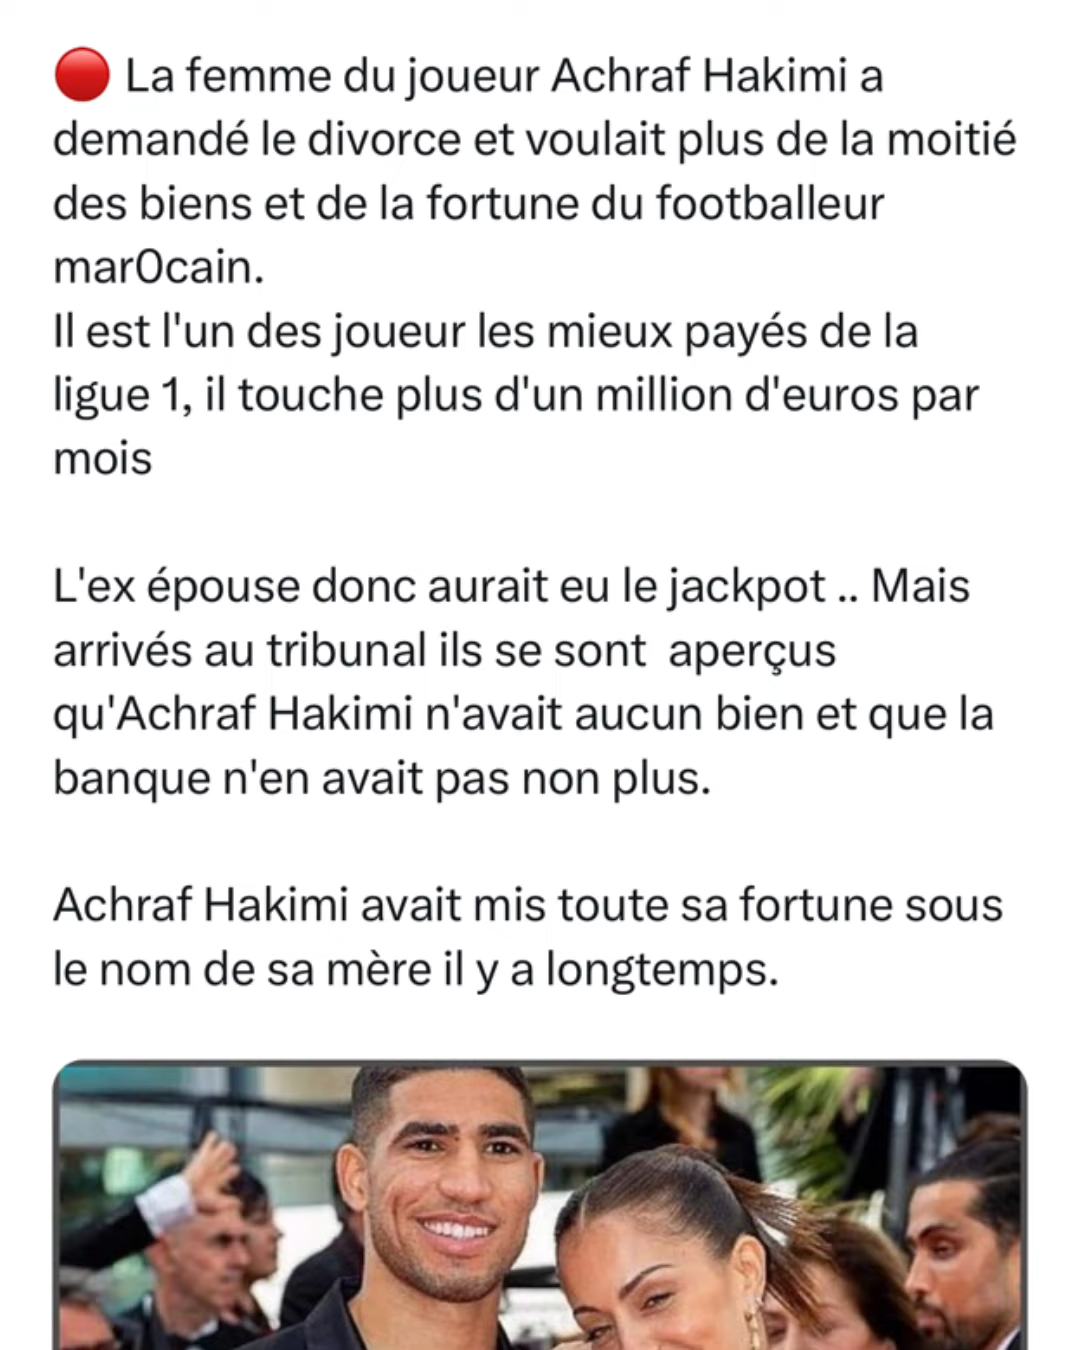 🔴 La femme du joueur Achraf Hakimi a
demandé le divorce et voulait plus de la moitié
des biens et de la fortune du footballeur
mar0cain.
Il est l'un des joueur les mieux payés de la
ligue 1, il touche plus d'un million d'euros par
mois
L'ex épouse donc aurait eu le jackpot .. Mais
arrivés au tribunal ils se sont  aperçus
qu'Achraf Hakimi n'avait aucun bien et que la
banque n'en avait pas non plus.
Achraf Hakimi avait mis toute sa fortune sous
le nom de sa mère il y a longtemps.